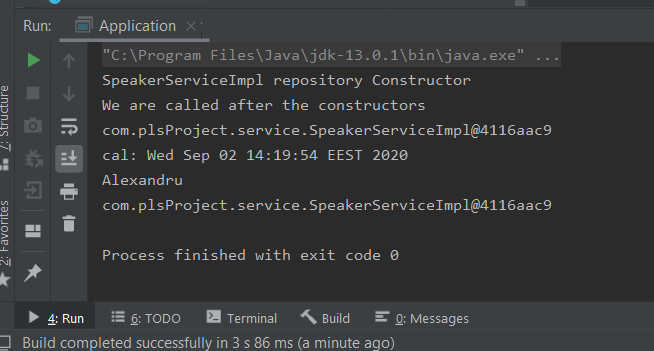 Run: Application
"C:\Program Files\Java\jdk-13.0.1\bin\java.exe" ...
SpeakerServiceImpl repository Constructor
We are called after the constructors
com.plsProject.service.SpeakerServiceImpl@4116aac9
cal: Wed Sep 02 14:19:54 EEST 2020
Alexandru
com.plsProject.service.SpeakerServiceImpl@4116aac9
Process finished with exit code 0
7: Structure
2: Favorites
4: Run 6: TODO Terminal Build 0: Messages
Build completed successfully in 3 s 86 ms (a minute ago)